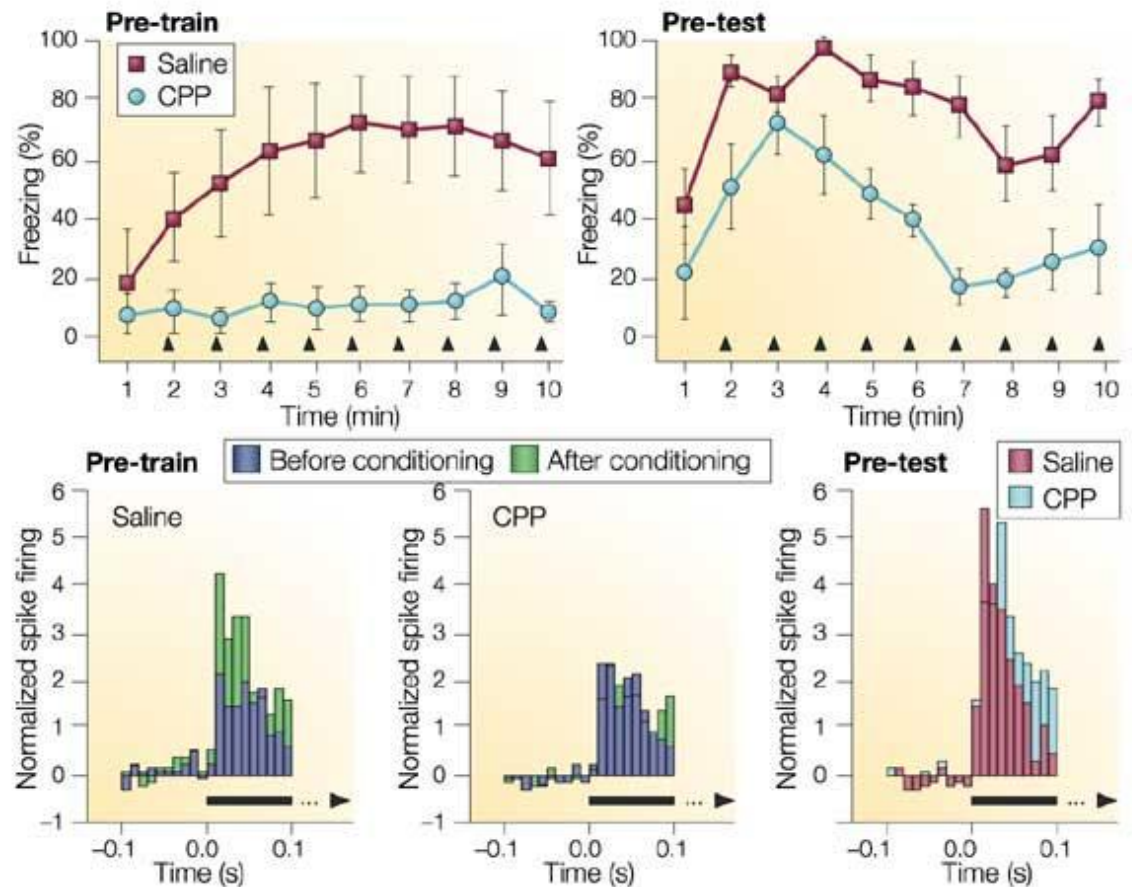 Pre-train
Saline
CPP
Freezing (%)
100
80
60
40
20
0
1 2 3 4 5 6 7 8 9 10
Time (min)
Pre-test
Freezing (%)
100
80
60
40
20
0
1 2 3 4 5 6 7 8 9 10
Time (min)
Before conditioning After conditioning
Pre-train
Saline
Normalized spike firing
6
5
4
3
2
1
0
–1
...
–0.1 0.0 0.1
Time (s)
CPP
Normalized spike firing
6
5
4
3
2
1
0
–1
...
–0.1 0.0 0.1
Time (s)
Pre-test
Saline
CPP
Normalized spike firing
6
5
4
3
2
1
0
–1
...
–0.1 0.0 0.1
Time (s)